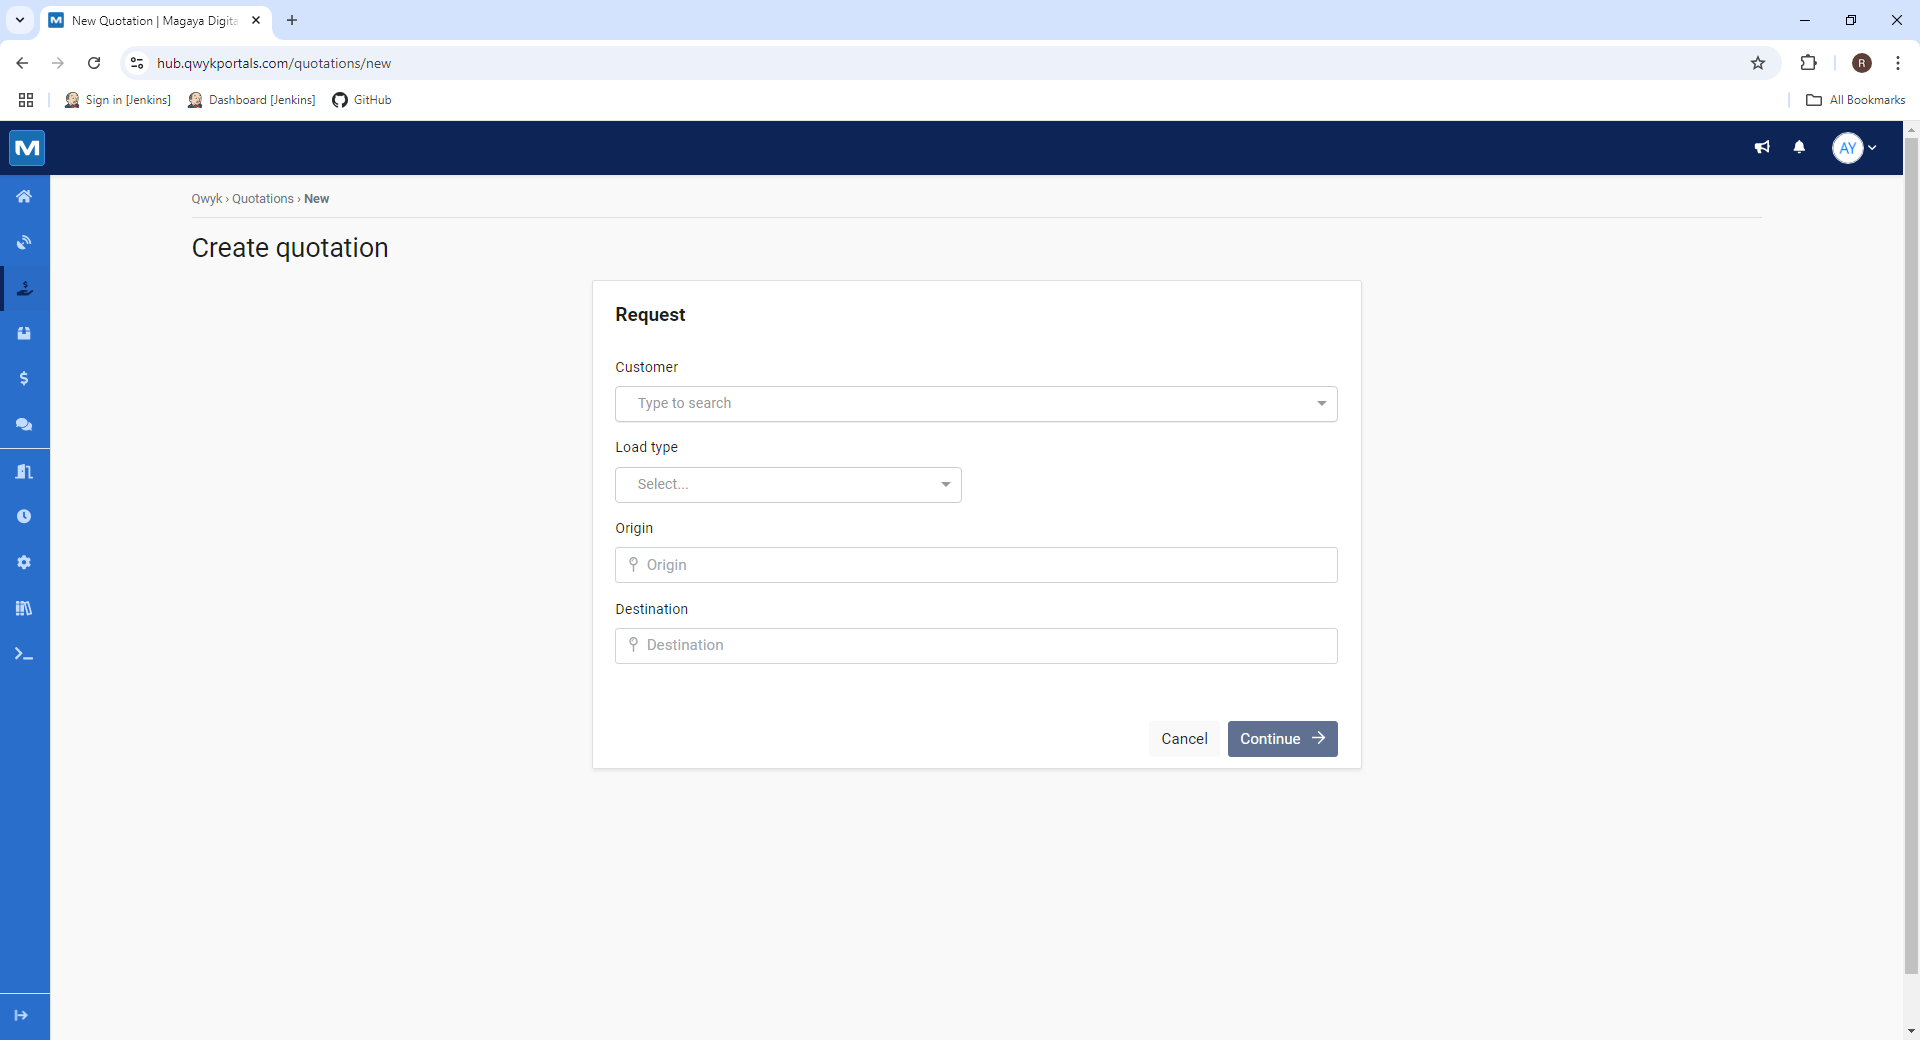 New Quotation | Magaya Digita
hub.qwykportals.com/quotations/new
R
Sign in [Jenkins]
Dashboard [Jenkins]
GitHub
All Bookmarks
M
AY
Qwyk › Quotations › New
Create quotation
Request
Customer
Type to search
Load type
Select...
Origin
Origin
Destination
Destination
Cancel
Continue